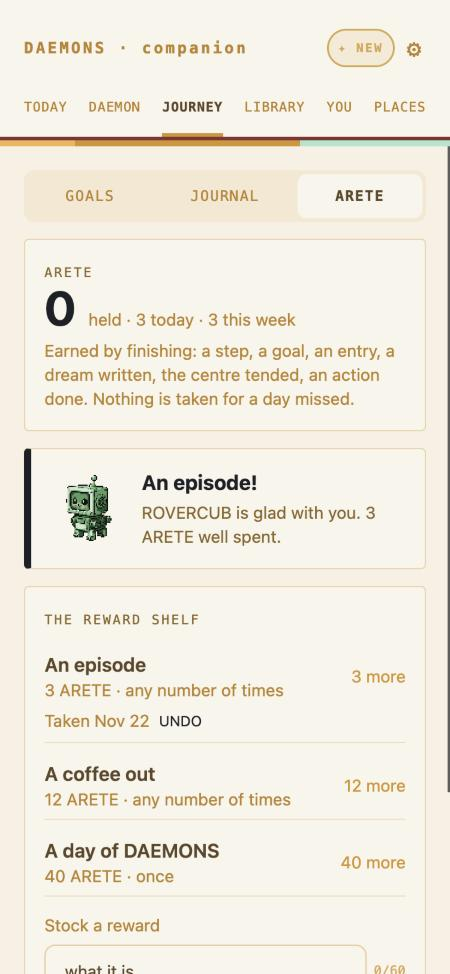 DAEMONS · companion
+ NEW
TODAY DAEMON JOURNEY LIBRARY YOU PLACES
GOALS JOURNAL ARETE
ARETE
0 held · 3 today · 3 this week
Earned by finishing: a step, a goal, an entry, a
dream written, the centre tended, an action
done. Nothing is taken for a day missed.
An episode!
ROVERCUB is glad with you. 3
ARETE well spent.
THE REWARD SHELF
An episode
3 ARETE · any number of times
3 more
Taken Nov 22 UNDO
A coffee out
12 ARETE · any number of times
12 more
A day of DAEMONS
40 ARETE · once
40 more
Stock a reward
what it is
0/60